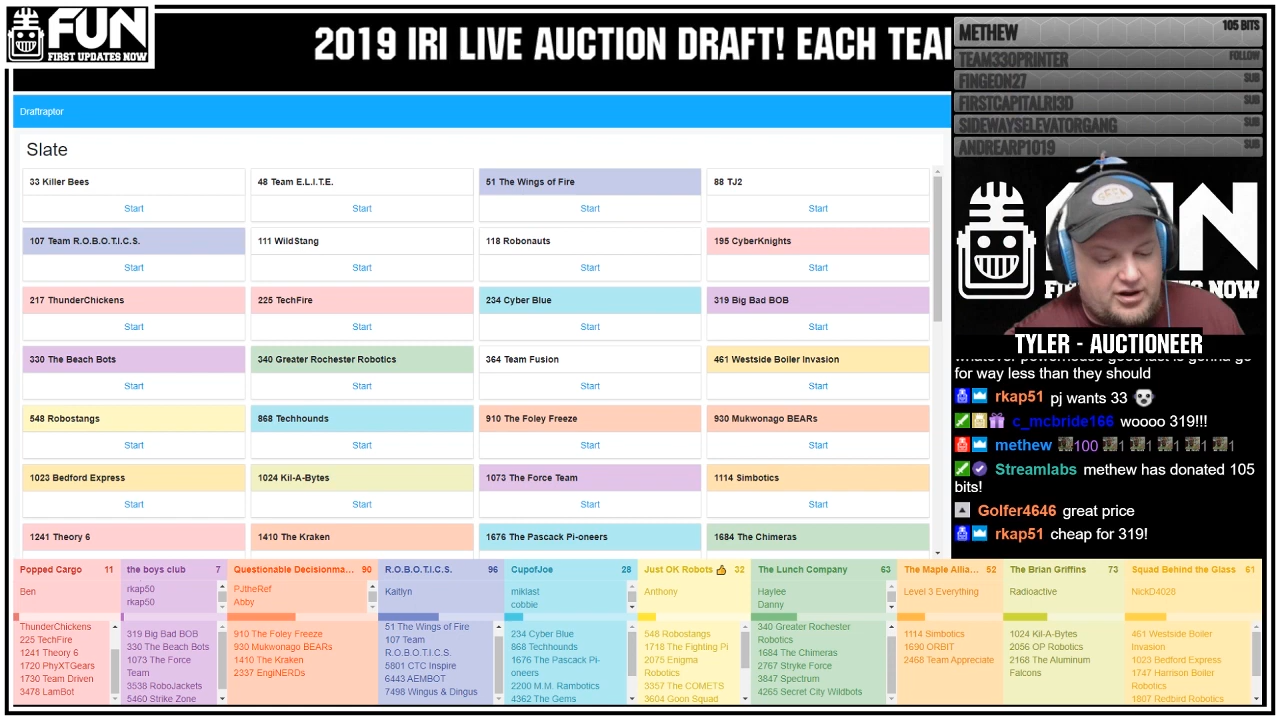 FUN
FIRST UPDATES NOW
2019 IRI LIVE AUCTION DRAFT! EACH TEA
METHEW 105 BITS
TEAM330PRINTER FOLLOW
FINGEON27 SUB
FIRSTCAPITALRI3D SUB
SIDEWAYSELEVATORGANG SUB
ANDREARP1019 SUB
Draftraptor
Slate
33 Killer Bees
48 Team E.L.I.T.E.
51 The Wings of Fire
88 TJ2
Start
Start
Start
Start
107 Team R.O.B.O.T.I.C.S.
111 WildStang
118 Robonauts
195 CyberKnights
Start
Start
Start
Start
217 ThunderChickens
225 TechFire
234 Cyber Blue
319 Big Bad BOB
Start
Start
Start
Start
330 The Beach Bots
340 Greater Rochester Robotics
364 Team Fusion
461 Westside Boiler Invasion
Start
Start
Start
Start
548 Robostangs
868 Techhounds
910 The Foley Freeze
930 Mukwonago BEARs
Start
Start
Start
Start
1023 Bedford Express
1024 Kil-A-Bytes
1073 The Force Team
1114 Simbotics
Start
Start
Start
Start
1241 Theory 6
1410 The Kraken
1676 The Pascack Pi-oneers
1684 The Chimeras
TYLER - AUCTIONEER
for way less than they should
rkap51 pj wants 33
c_mcbride166 woooo 319!!!
methew 100 1 1 1 1 1
Streamlabs methew has donated 105
bits!
Golfer4646 great price
rkap51 cheap for 319!
Popped Cargo 11
Ben
ThunderChickens
225 TechFire
1241 Theory 6
1720 PhyXTGears
1730 Team Driven
3478 LamBot
the boys club 7
rkap50
rkap50
319 Big Bad BOB
330 The Beach Bots
1073 The Force
Team
3538 RoboJackets
5460 Strike Zone
Questionable Decisionma... 90
PJtheRef
Abby
910 The Foley Freeze
930 Mukwonago BEARs
1410 The Kraken
2337 EngiNERDs
R.O.B.O.T.I.C.S. 96
Kaitlyn
51 The Wings of Fire
107 Team
R.O.B.O.T.I.C.S.
5801 CTC Inspire
6443 AEMBOT
7498 Wingus & Dingus
CupofJoe 28
miklast
cobbie
234 Cyber Blue
868 Techhounds
1676 The Pascack Pi-
oneers
2200 M.M. Rambotics
4362 The Gems
Just OK Robots 32
Anthony
548 Robostangs
1718 The Fighting Pi
2075 Enigma
Robotics
3357 The COMETS
3604 Goon Squad
The Lunch Company 63
Haylee
Danny
340 Greater Rochester
Robotics
1684 The Chimeras
2767 Stryke Force
3847 Spectrum
4265 Secret City Wildbots
The Maple Allia... 52
Level 3 Everything
1114 Simbotics
1690 ORBIT
2468 Team Appreciate
The Brian Griffins 73
Radioactive
1024 Kil-A-Bytes
2056 OP Robotics
2168 The Aluminum
Falcons
Squad Behind the Glass 61
NickD4028
461 Westside Boiler
Invasion
1023 Bedford Express
1747 Harrison Boiler
Robotics
1807 Redbird Robotics